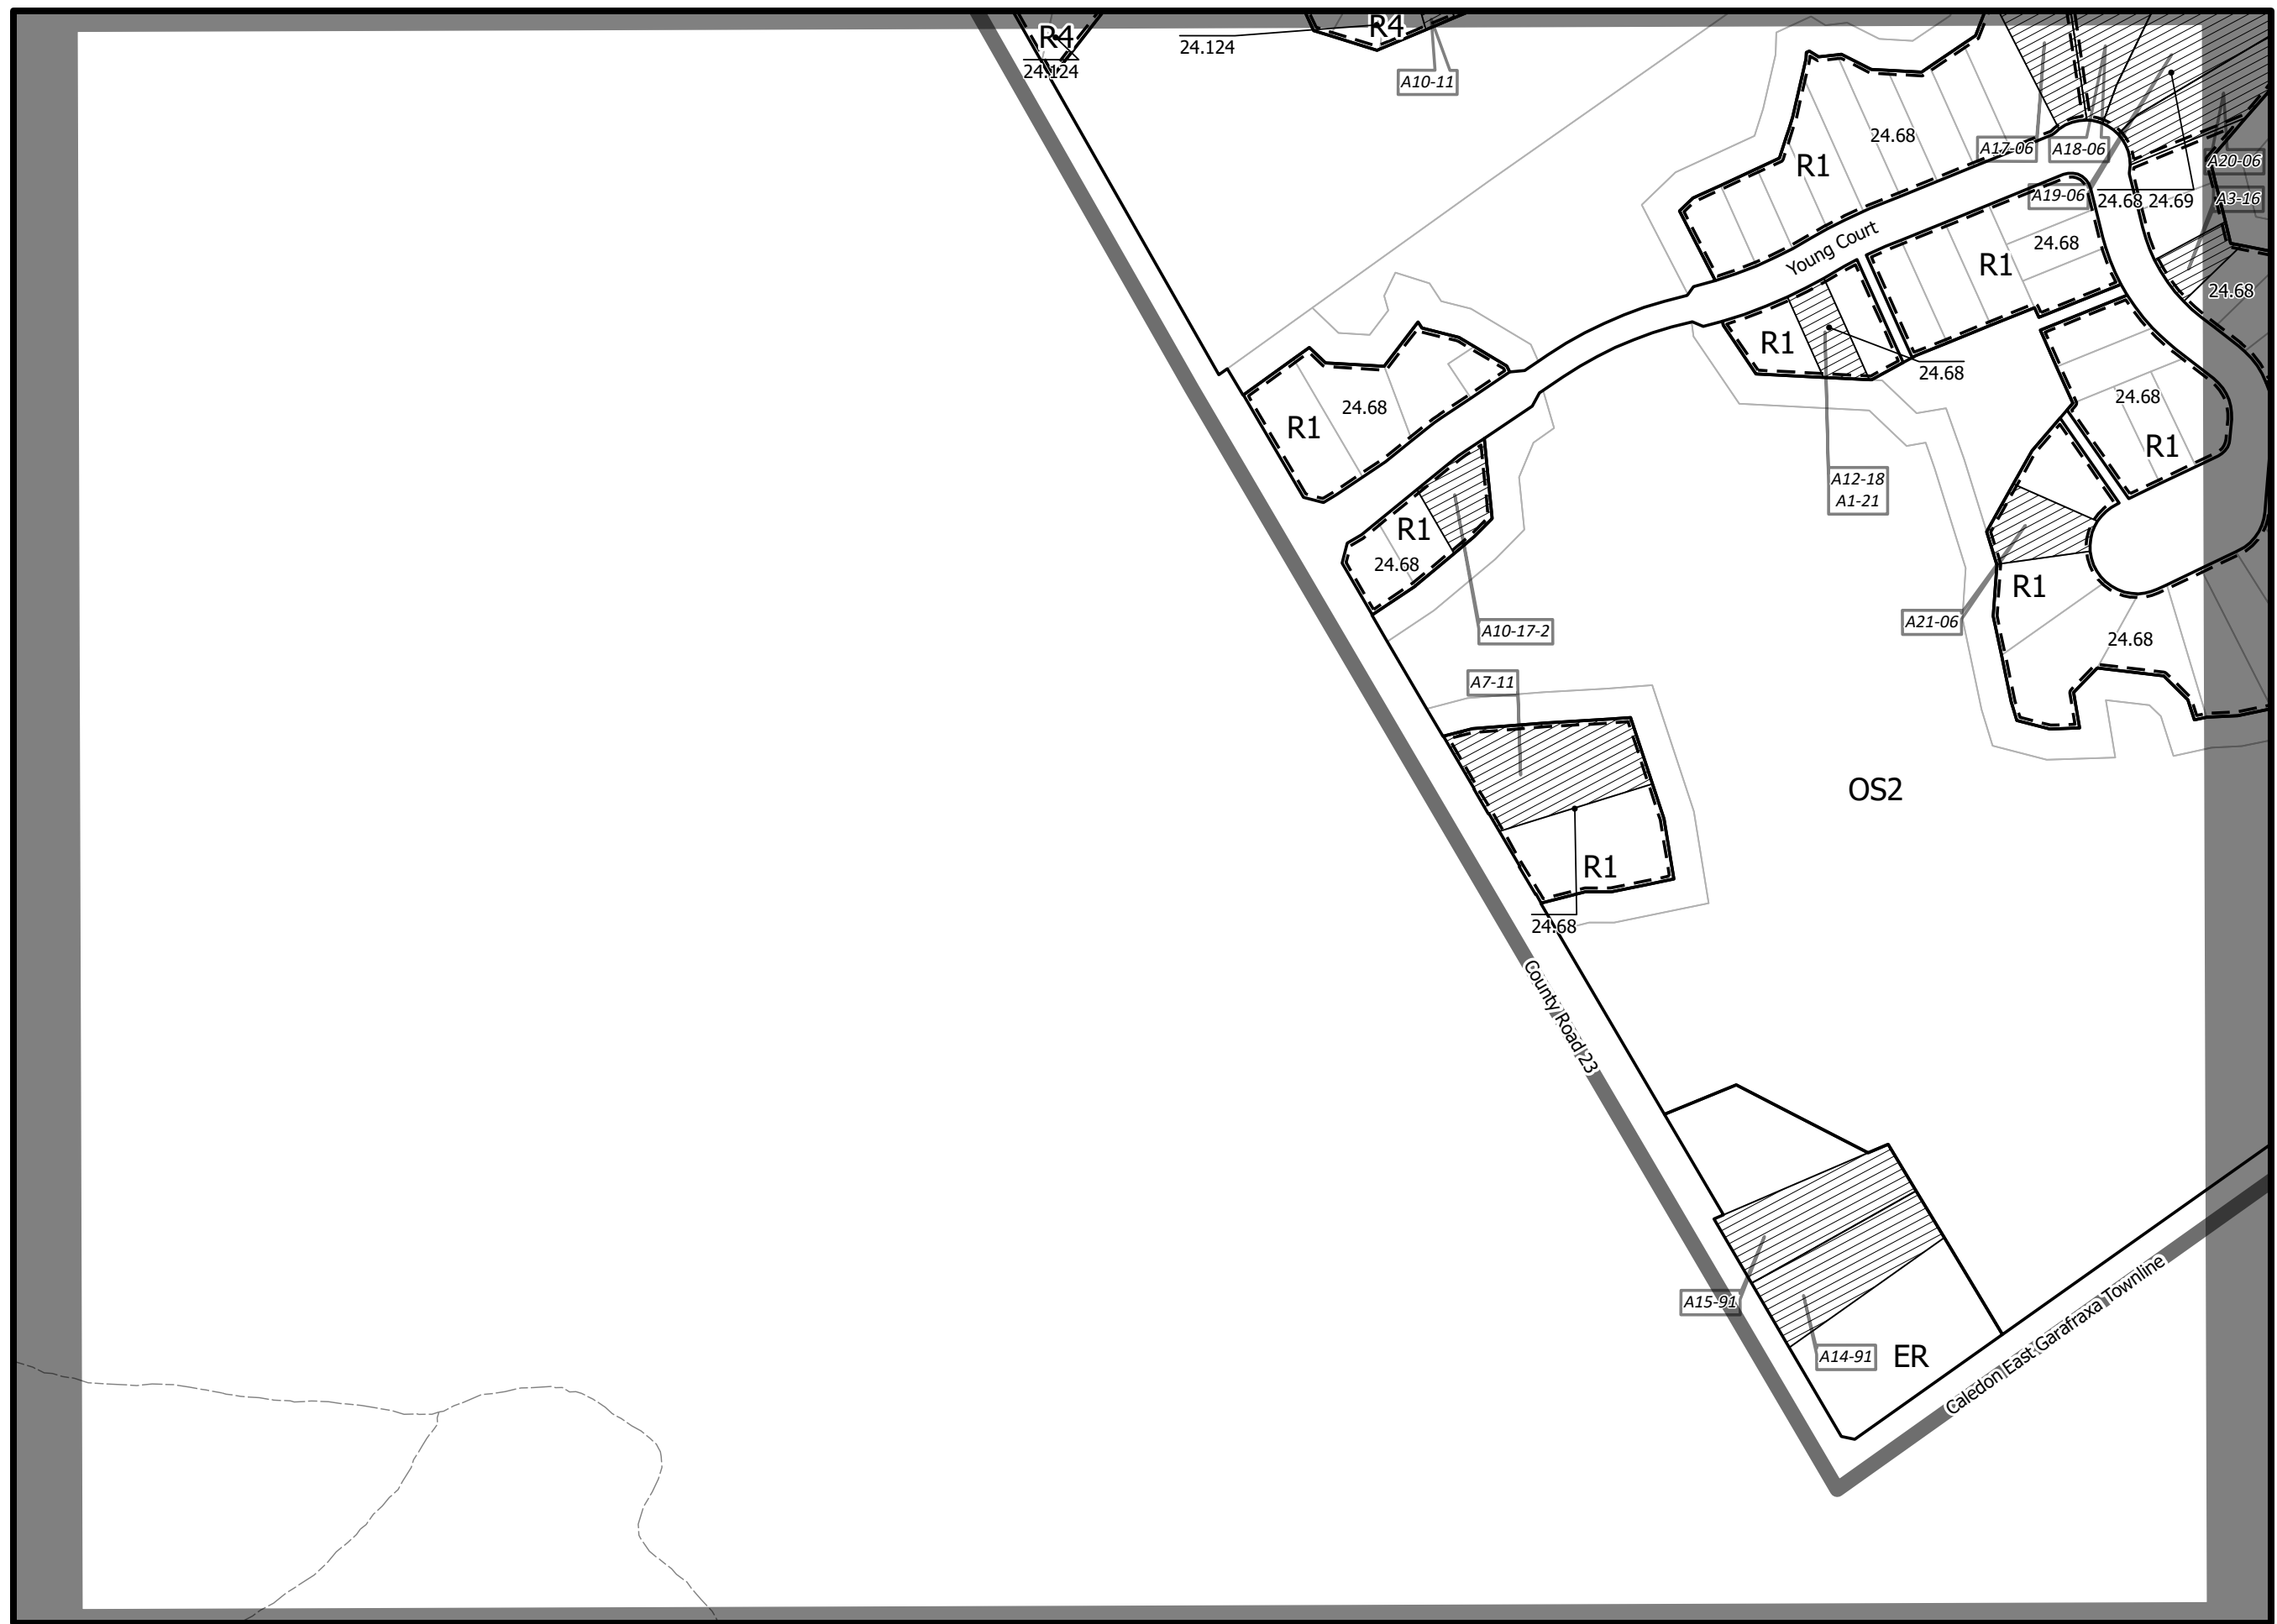 R4
24.124
24.124
R4
A10-11
24.68
R1
A17-06
A18-06
A20-06
A19-06
24.68
24.69
A3-16
Young Court
24.68
R1
24.68
R1
24.68
24.68
R1
24.68
R1
A12-18
A1-21
R1
24.68
R1
A10-17-2
A21-06
24.68
A7-11
OS2
R1
24.68
County Road 23
A15-91
A14-91
ER
Caledon East Garafraxa Townline